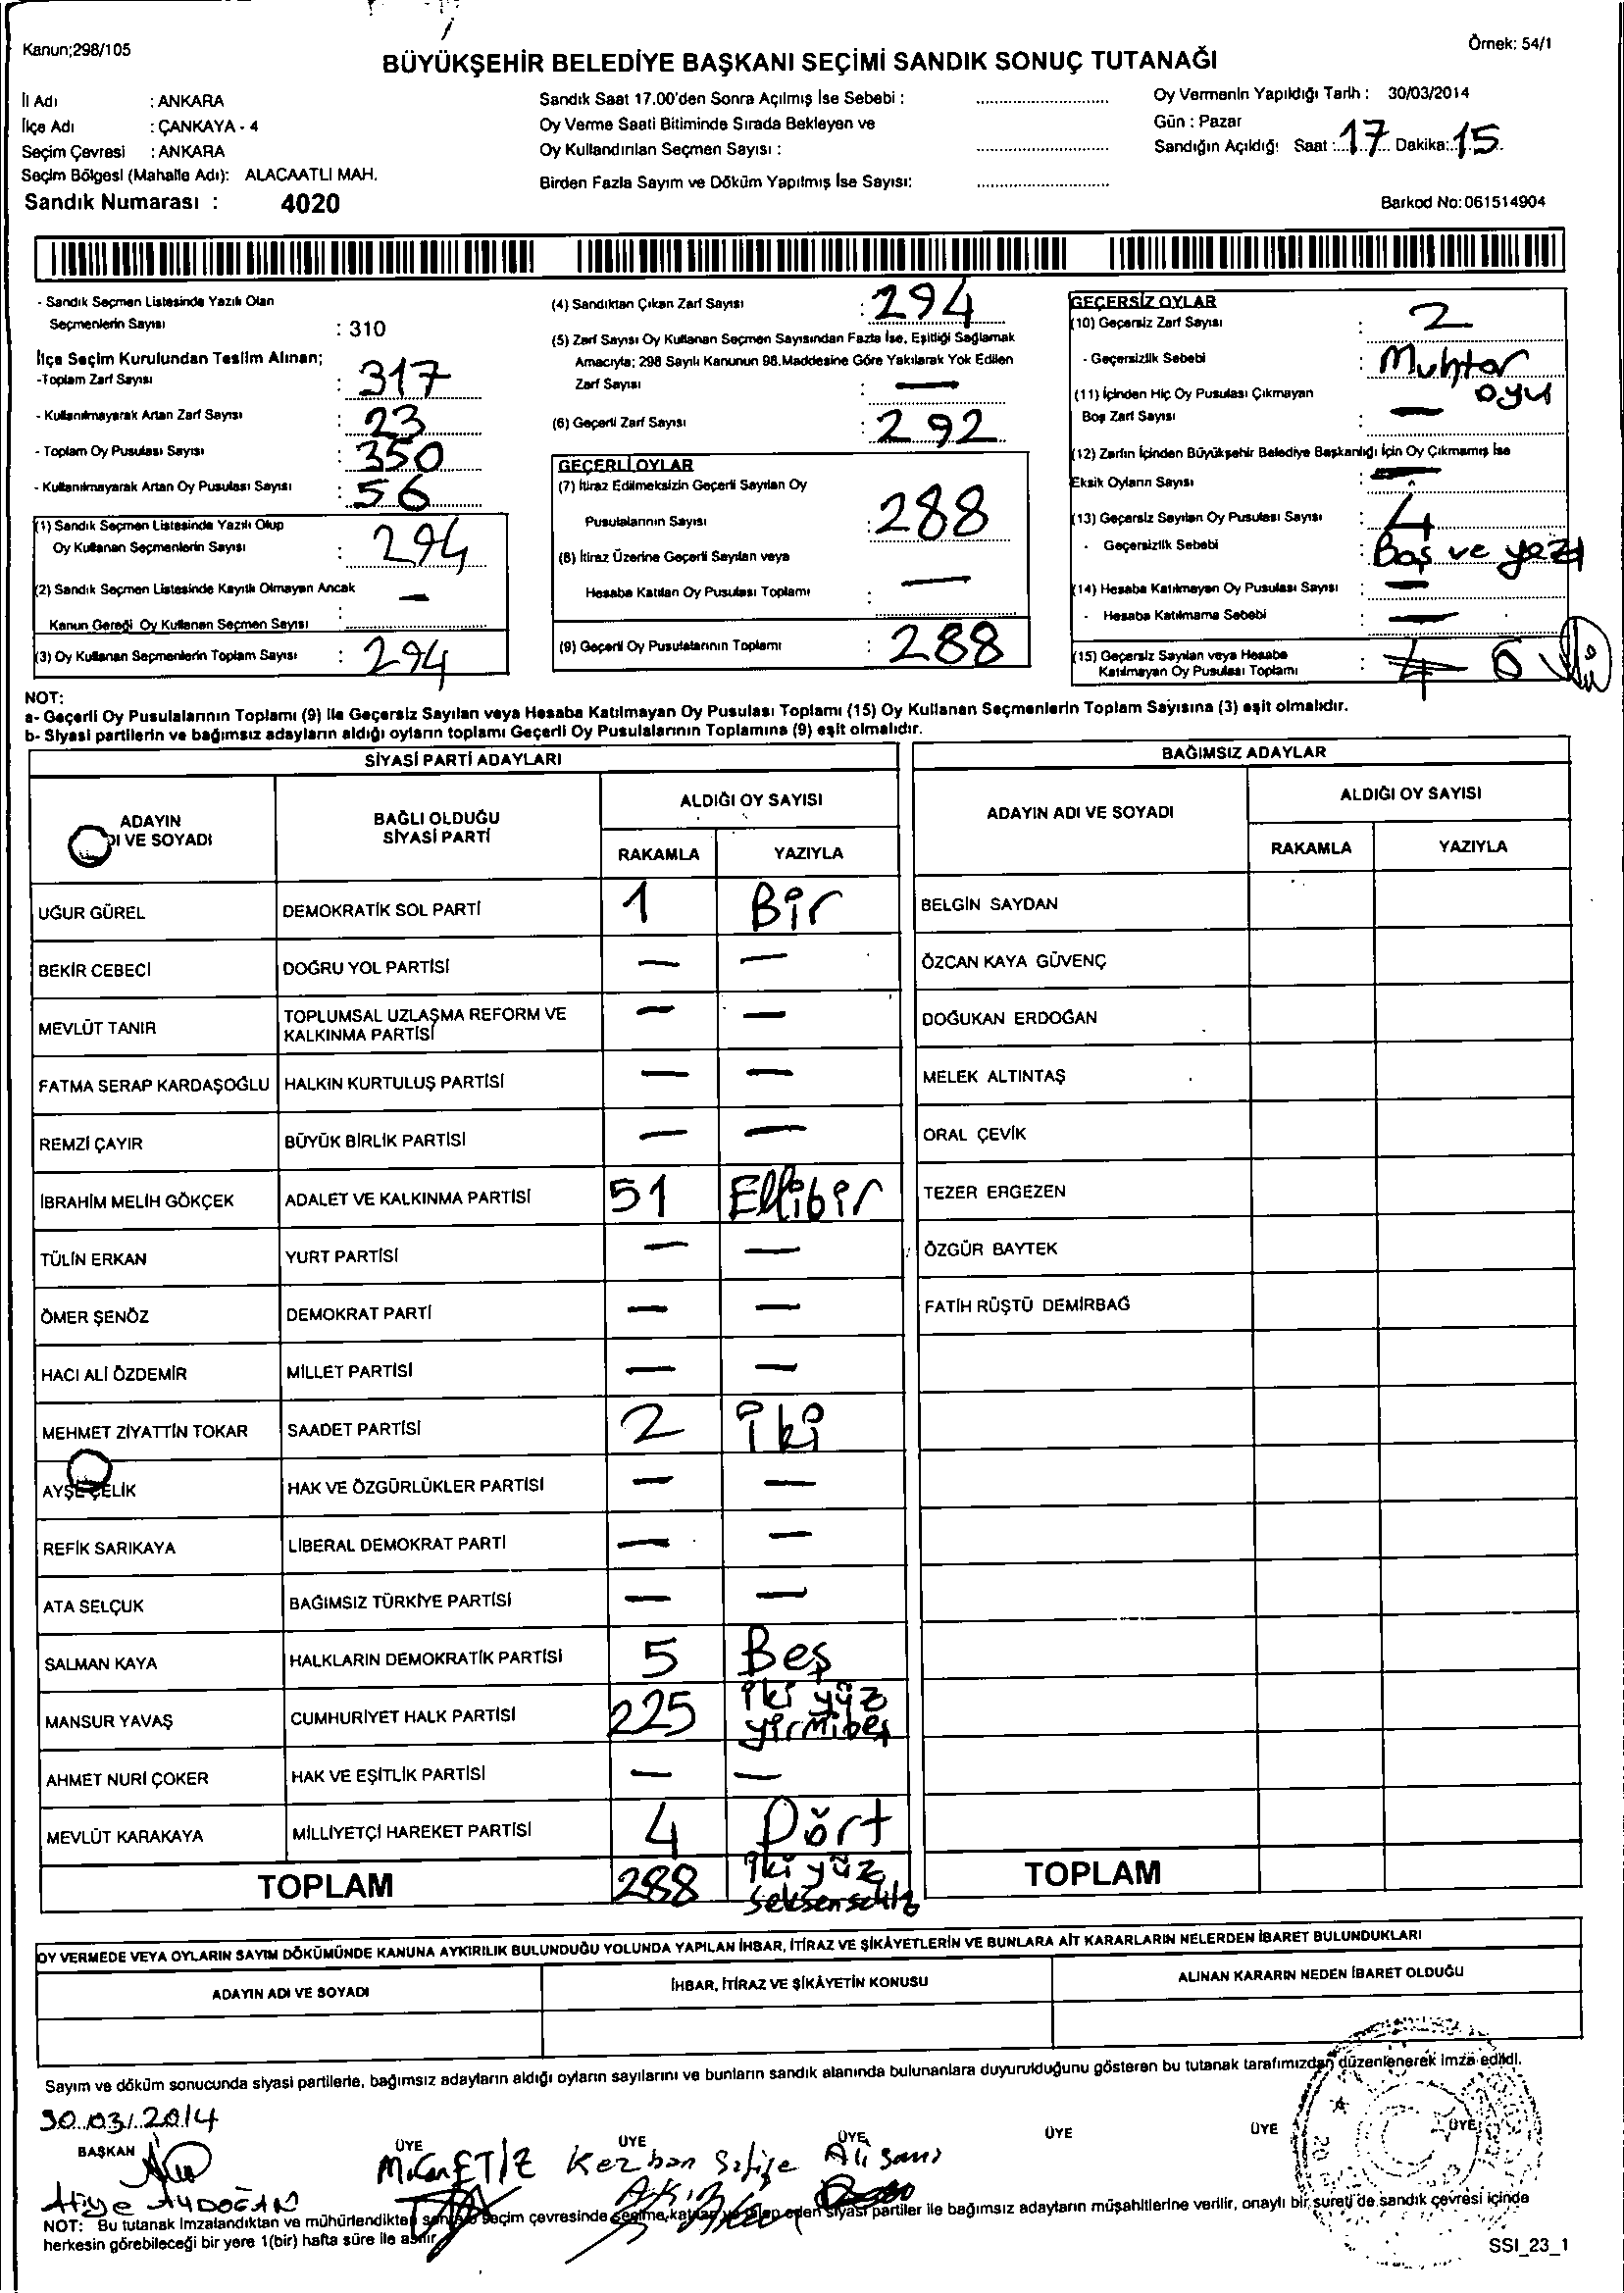 Kanun;298/105
Örnek: 54/1
BÜYÜKŞEHİR BELEDİYE BAŞKANI SEÇİMİ SANDIK SONUÇ TUTANAĞI
İl Adı : ANKARA
İlçe Adı : ÇANKAYA - 4
Seçim Çevresi : ANKARA
Seçim Bölgesi (Mahalle Adı): ALACAATLI MAH.
Sandık Numarası : 4020
Sandık Saat 17.00'den Sonra Açılmış İse Sebebi :
Oy Verme Saati Bitiminde Sırada Bekleyen ve
Oy Kullandırılan Seçmen Sayısı :
Birden Fazla Sayım ve Döküm Yapılmış İse Sayısı:
Oy Vermenin Yapıldığı Tarih : 30/03/2014
Gün : Pazar
Sandığın Açıldığı Saat : 17 Dakika: 15
Barkod No: 061514904
- Sandık Seçmen Listesinde Yazılı Olan
Seçmenlerin Sayısı : 310
İlçe Seçim Kurulundan Teslim Alınan;
-Toplam Zarf Sayısı : 317
- Kullanılmayarak Artan Zarf Sayısı : 23
- Toplam Oy Pusulası Sayısı : 350
- Kullanılmayarak Artan Oy Pusulası Sayısı : 56
(1) Sandık Seçmen Listesinde Yazılı Olup
Oy Kullanan Seçmenlerin Sayısı : 294
(2) Sandık Seçmen Listesinde Kayıtlı Olmayan Ancak
Kanun Gereği Oy Kullanan Seçmen Sayısı : —
(3) Oy Kullanan Seçmenlerin Toplam Sayısı : 294
(4) Sandıktan Çıkan Zarf Sayısı : 294
(5) Zarf Sayısı Oy Kullanan Seçmen Sayısından Fazla İse, Eşitliği Sağlamak
Amacıyla; 298 Sayılı Kanunun 98.Maddesine Göre Yakılarak Yok Edilen
Zarf Sayısı : —
(6) Geçerli Zarf Sayısı : 292
GEÇERLİ OYLAR
(7) İtiraz Edilmeksizin Geçerli Sayılan Oy
Pusulalarının Sayısı : 288
(8) İtiraz Üzerine Geçerli Sayılan veya
Hesaba Katılan Oy Pusulası Toplamı : —
(9) Geçerli Oy Pusulalarının Toplamı : 288
GEÇERSİZ OYLAR
(10) Geçersiz Zarf Sayısı : 2
- Geçersizlik Sebebi : Muhtar
oyu
(11) İçinden Hiç Oy Pusulası Çıkmayan
Boş Zarf Sayısı : —
(12) Zarfın İçinden Büyükşehir Belediye Başkanlığı İçin Oy Çıkmamış İse
Eksik Oyların Sayısı : —
(13) Geçersiz Sayılan Oy Pusulası Sayısı : 4
- Geçersizlik Sebebi : Boş ve yazı
(14) Hesaba Katılmayan Oy Pusulası Sayısı : —
- Hesaba Katılmama Sebebi : —
(15) Geçersiz Sayılan veya Hesaba
Katılmayan Oy Pusulası Toplamı : 4 6
NOT:
a- Geçerli Oy Pusulalarının Toplamı (9) ile Geçersiz Sayılan veya Hesaba Katılmayan Oy Pusulası Toplamı (15) Oy Kullanan Seçmenlerin Toplam Sayısına (3) eşit olmalıdır.
b- Siyasi partilerin ve bağımsız adayların aldığı oyların toplamı Geçerli Oy Pusulalarının Toplamına (9) eşit olmalıdır.
SİYASİ PARTİ ADAYLARI
ADAYIN
DI VE SOYADI
BAĞLI OLDUĞU
SİYASİ PARTİ
ALDIĞI OY SAYISI
RAKAMLA YAZIYLA
UĞUR GÜREL DEMOKRATİK SOL PARTİ 1 Bir
BEKİR CEBECİ DOĞRU YOL PARTİSİ — —
MEVLÜT TANIR TOPLUMSAL UZLAŞMA REFORM VE
KALKINMA PARTİSİ — —
FATMA SERAP KARDAŞOĞLU HALKIN KURTULUŞ PARTİSİ — —
REMZİ ÇAYIR BÜYÜK BİRLİK PARTİSİ — —
İBRAHİM MELİH GÖKÇEK ADALET VE KALKINMA PARTİSİ 51 Ellibir
TÜLİN ERKAN YURT PARTİSİ — —
ÖMER ŞENÖZ DEMOKRAT PARTİ — —
HACI ALİ ÖZDEMİR MİLLET PARTİSİ — —
MEHMET ZİYATTİN TOKAR SAADET PARTİSİ 2 iki
AYŞE ÇELİK HAK VE ÖZGÜRLÜKLER PARTİSİ — —
REFİK SARIKAYA LİBERAL DEMOKRAT PARTİ — —
ATA SELÇUK BAĞIMSIZ TÜRKİYE PARTİSİ — —
SALMAN KAYA HALKLARIN DEMOKRATİK PARTİSİ 5 Beş
MANSUR YAVAŞ CUMHURİYET HALK PARTİSİ 225 iki yüz
yirmibeş
AHMET NURİ ÇOKER HAK VE EŞİTLİK PARTİSİ — —
MEVLÜT KARAKAYA MİLLİYETÇİ HAREKET PARTİSİ 4 Dört
TOPLAM 288 iki yüz
seksensekiz
BAĞIMSIZ ADAYLAR
ADAYIN ADI VE SOYADI
ALDIĞI OY SAYISI
RAKAMLA YAZIYLA
BELGİN SAYDAN
ÖZCAN KAYA GÜVENÇ
DOĞUKAN ERDOĞAN
MELEK ALTINTAŞ
ORAL ÇEVİK
TEZER ERGEZEN
ÖZGÜR BAYTEK
FATİH RÜŞTÜ DEMİRBAĞ
TOPLAM
OY VERMEDE VEYA OYLARIN SAYIM DÖKÜMÜNDE KANUNA AYKIRILIK BULUNDUĞU YOLUNDA YAPILAN İHBAR, İTİRAZ VE ŞİKÂYETLERİN VE BUNLARA AİT KARARLARIN NELERDEN İBARET BULUNDUKLARI
ADAYIN ADI VE SOYADI İHBAR, İTİRAZ VE ŞİKÂYETİN KONUSU ALINAN KARARIN NEDEN İBARET OLDUĞU
Sayım ve döküm sonucunda siyasi partilerle, bağımsız adayların aldığı oyların sayılarını ve bunların sandık alanında bulunanlara duyurulduğunu gösteren bu tutanak tarafımızdan düzenlenerek imza edildi.
30.03/.2014
BAŞKAN ÜYE ÜYE ÜYE ÜYE ÜYE ÜYE
M.Can ETİZ Kezban Safiye Ali Sani
Atiye AYDOĞAN
NOT: Bu tutanak imzalandıktan ve mühürlendikten sonra seçim çevresinde seçime katılan ve talep eden siyasi partiler ile bağımsız adayların müşahitlerine verilir, onaylı bir sureti de sandık çevresi içinde
herkesin görebileceği bir yere 1(bir) hafta süre ile asılır.
SSI_23_1